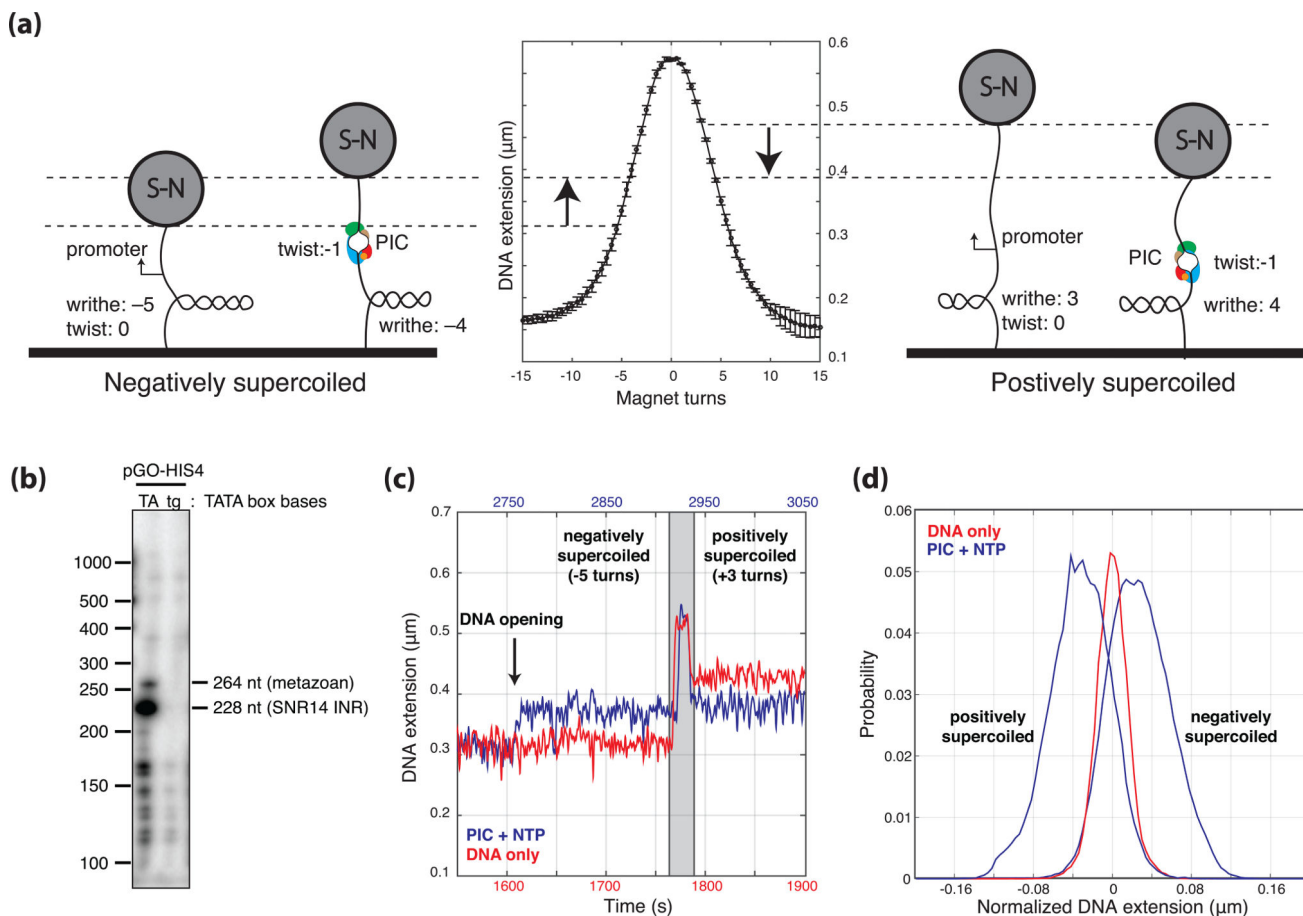 (a)
S-N
S-N
promoter
twist:-1
PIC
writhe: –5
twist: 0
writhe: –4
Negatively supercoiled
DNA extension (µm)
0.6
0.5
0.4
0.3
0.2
0.1
-15
-10
-5
0
5
10
15
Magnet turns
S-N
S-N
promoter
PIC
twist:-1
writhe: 3
twist: 0
writhe: 4
Postively supercoiled
(b)
pGO-HIS4
TA tg : TATA box bases
1000
500
400
300
250
200
150
100
264 nt (metazoan)
228 nt (SNR14 INR)
(c)
2750
2850
2950
3050
DNA extension (µm)
0.7
0.6
0.5
0.4
0.3
0.2
0.1
negatively
supercoiled
(-5 turns)
positively
supercoiled
(+3 turns)
DNA opening
PIC + NTP
DNA only
1600
1700
1800
1900
Time (s)
(d)
Probability
0.06
0.05
0.04
0.03
0.02
0.01
0
DNA only
PIC + NTP
positively
supercoiled
negatively
supercoiled
-0.16
-0.08
0
0.08
0.16
Normalized DNA extension (µm)